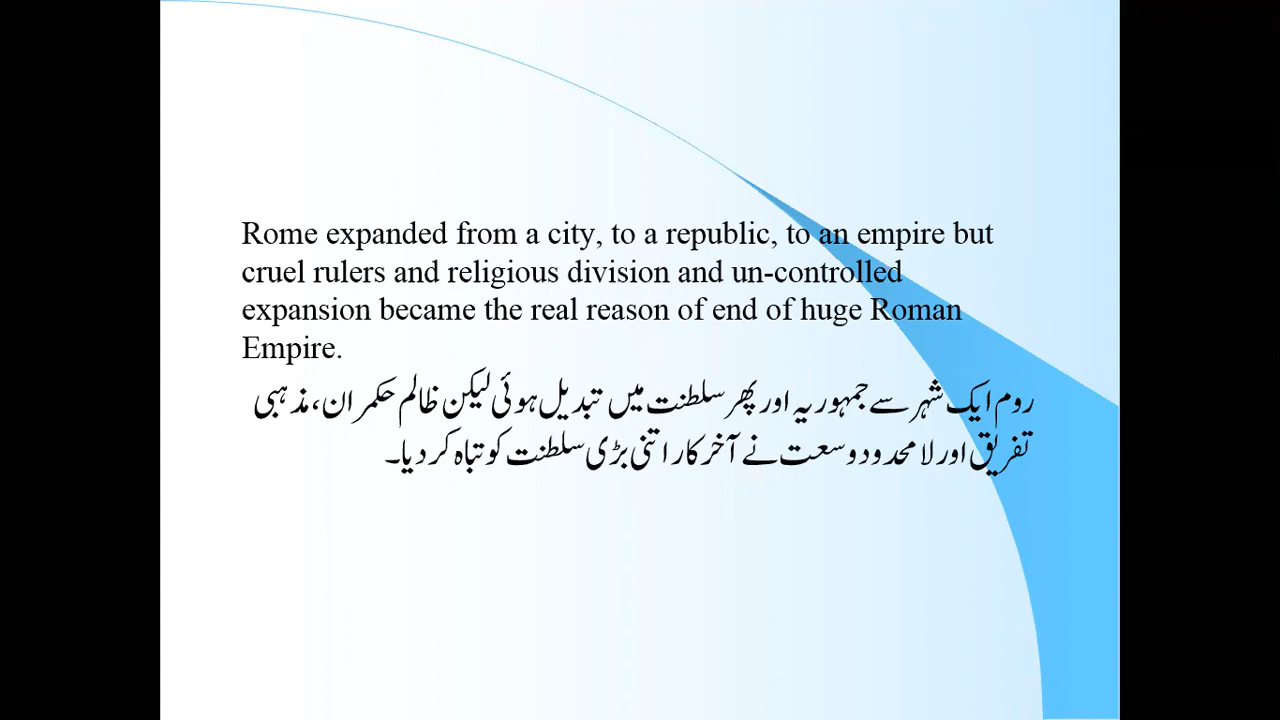 Rome expanded from a city, to a republic, to an empire but
cruel rulers and religious division and un-controlled
expansion became the real reason of end of huge Roman
Empire.
روم ایک شہر سے جمہوریہ اور پھر سلطنت میں تبدیل ہوئی لیکن ظالم حکمران، مذہبی
تفریق اور لا محدود وسعت نے آخر کار اتنی بڑی سلطنت کو تباہ کر دیا۔